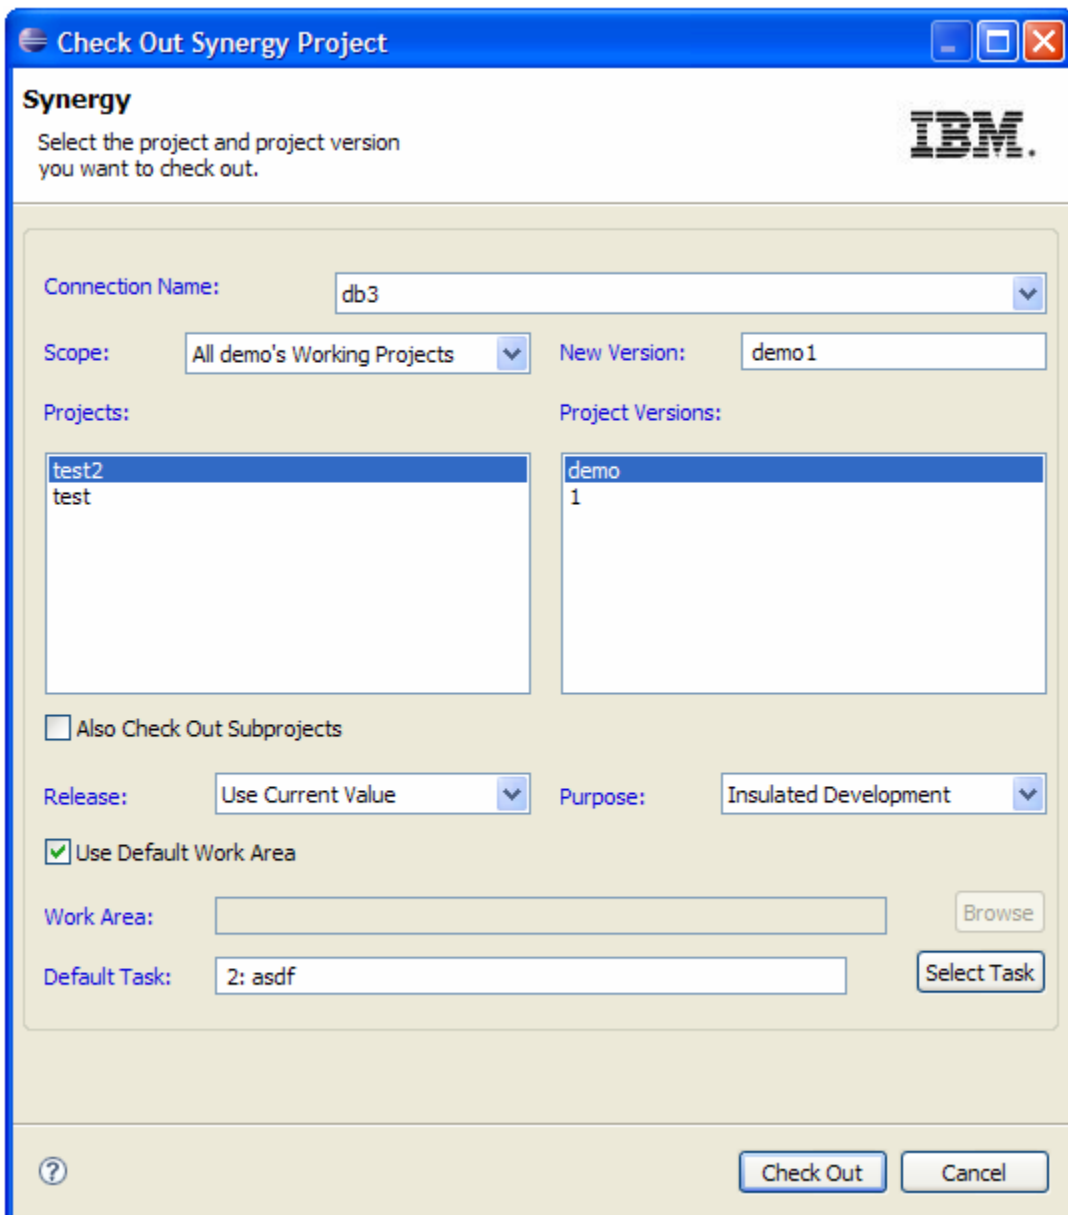 Check Out Synergy Project
Synergy
Select the project and project version
you want to check out.
IBM.
Connection Name:
db3
Scope:
All demo's Working Projects
New Version:
demo1
Projects:
Project Versions:
test2
test
demo
1
Also Check Out Subprojects
Release:
Use Current Value
Purpose:
Insulated Development
Use Default Work Area
Work Area:
Browse
Default Task:
2: asdf
Select Task
?
Check Out
Cancel